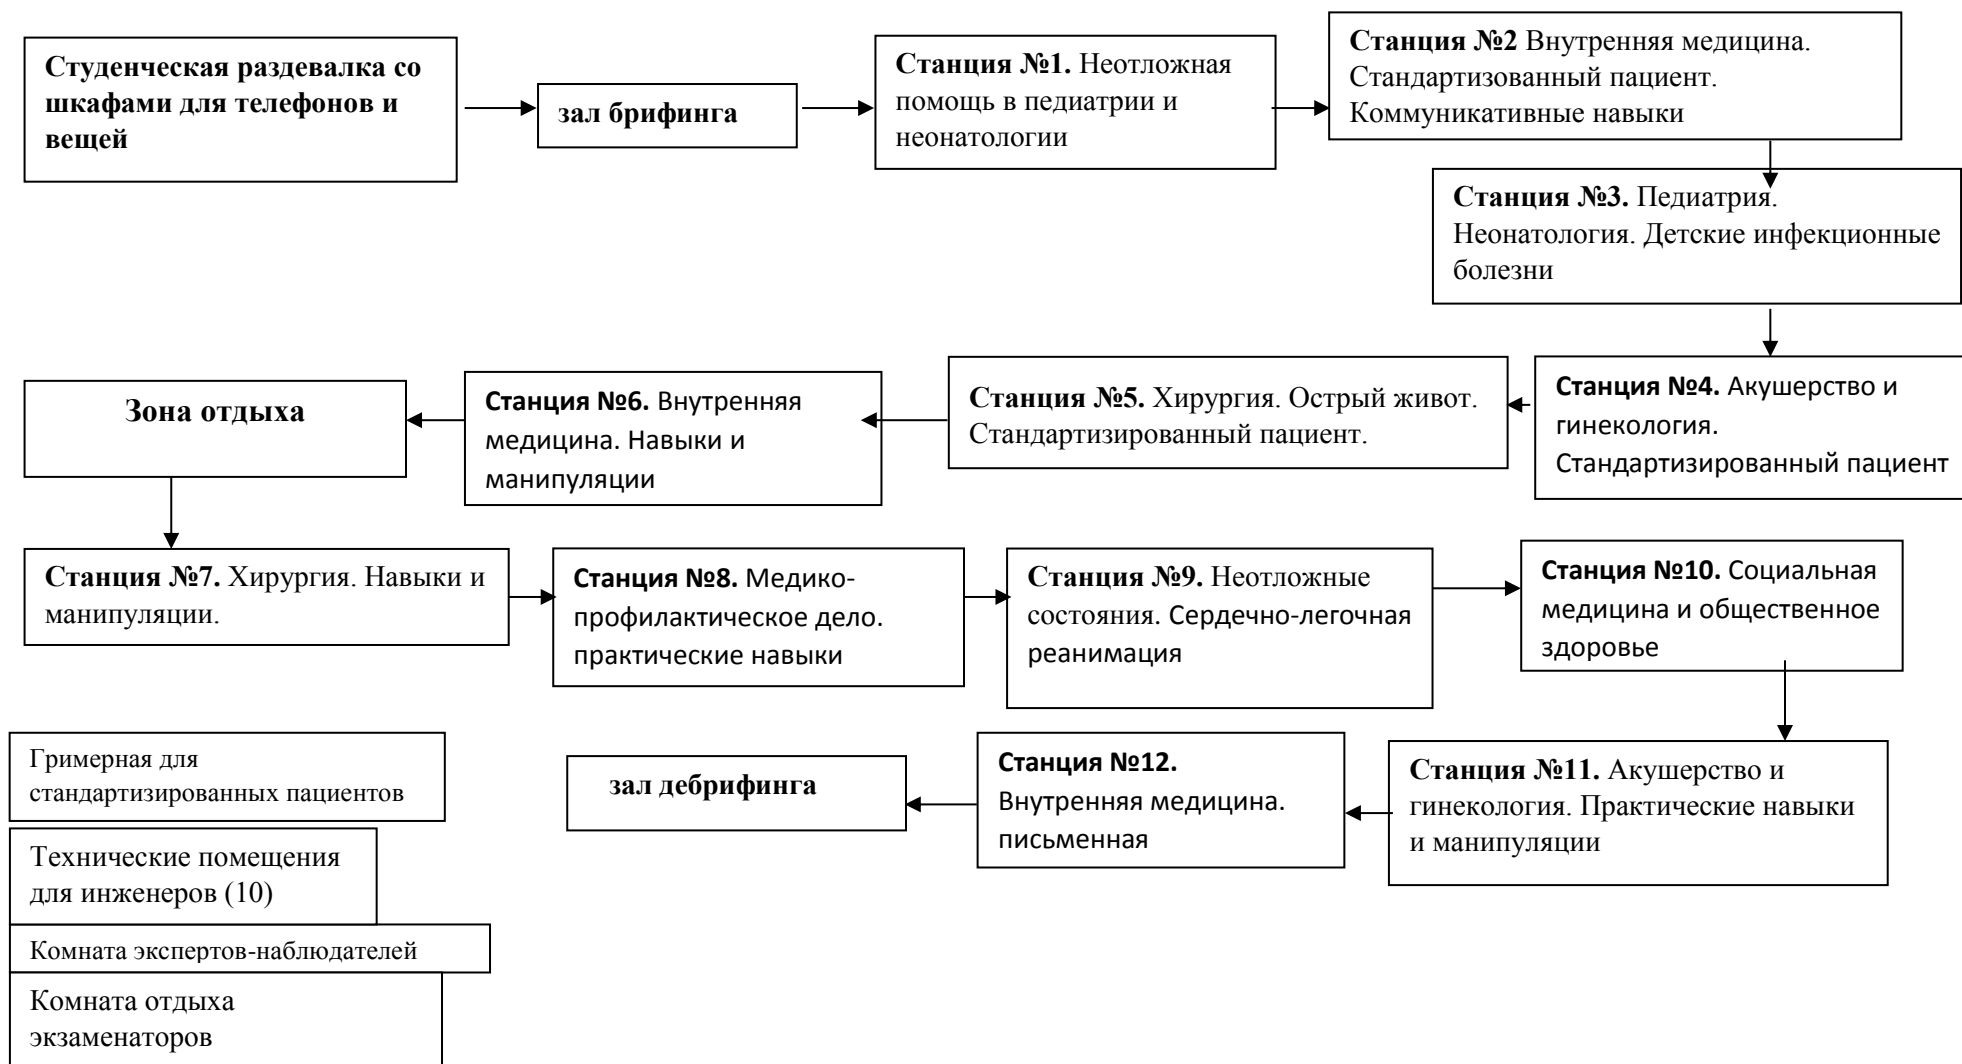 Студенческая раздевалка со
шкафами для телефонов и
вещей
зал брифинга
Станция №1. Неотложная
помощь в педиатрии и
неонатологии
Станция №2 Внутренняя медицина.
Стандартизованный пациент.
Коммуникативные навыки
Станция №3. Педиатрия.
Неонатология. Детские инфекционные
болезни
Станция №4. Акушерство и
гинекология.
Стандартизированный пациент
Станция №5. Хирургия. Острый живот.
Стандартизированный пациент.
Станция №6. Внутренняя
медицина. Навыки и
манипуляции
Зона отдыха
Станция №7. Хирургия. Навыки и
манипуляции.
Станция №8. Медико-
профилактическое дело.
практические навыки
Станция №9. Неотложные
состояния. Сердечно-легочная
реанимация
Станция №10. Социальная
медицина и общественное
здоровье
Станция №11. Акушерство и
гинекология. Практические навыки
и манипуляции
Станция №12.
Внутренняя медицина.
письменная
зал дебрифинга
Гримерная для
стандартизированных пациентов
Технические помещения
для инженеров (10)
Комната экспертов-наблюдателей
Комната отдыха
экзаменаторов